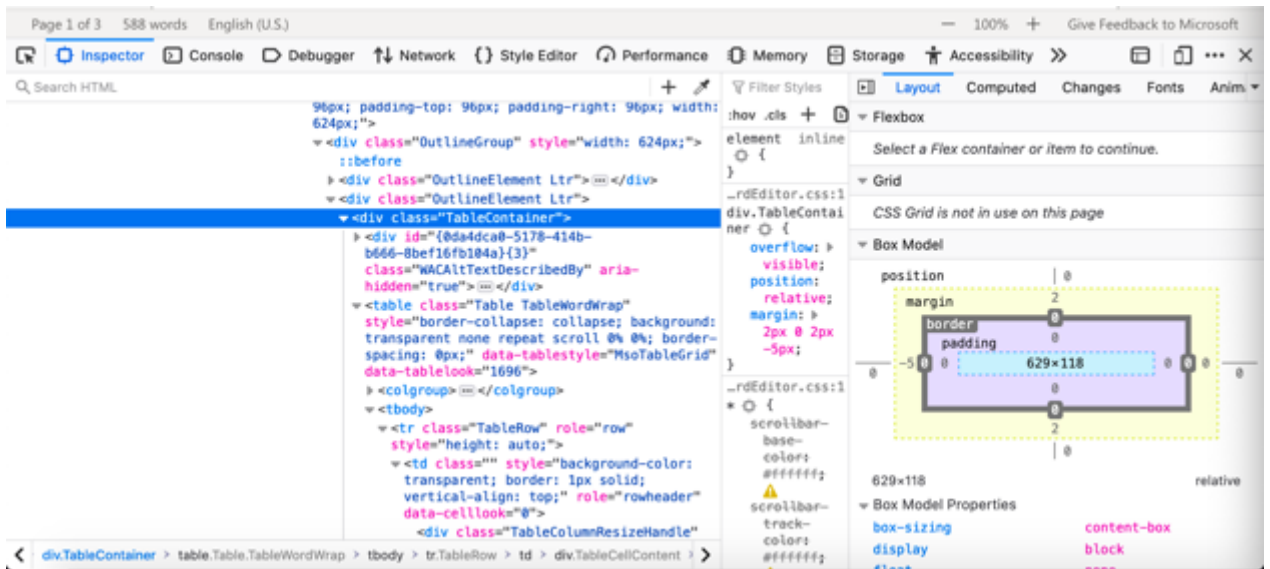 Page 1 of 3 588 words English (U.S.) — 100% + Give Feedback to Microsoft
Inspector Console Debugger Network {} Style Editor Performance Memory Storage Accessibility
Search HTML
96px; padding-top: 96px; padding-right: 96px; width:
624px;">
<div class="OutlineGroup" style="width: 624px;">
::before
<div class="OutlineElement Ltr"></div>
<div class="OutlineElement Ltr">
<div class="TableContainer">
<div id="{0da4dca0-5178-414b-
b666-8bef16fb104a}{3}"
class="WACAltTextDescribedBy" aria-
hidden="true"></div>
<table class="Table TableWordWrap"
style="border-collapse: collapse; background:
transparent none repeat scroll 0% 0%; border-
spacing: 0px;" data-tablestyle="MsoTableGrid"
data-tablelook="1696">
<colgroup></colgroup>
<tbody>
<tr class="TableRow" role="row"
style="height: auto;">
<td class="" style="background-color:
transparent; border: 1px solid;
vertical-align: top;" role="rowheader"
data-celllook="0">
<div class="TableColumnResizeHandle"
div.TableContainer > table.Table.TableWordWrap > tbody > tr.TableRow > td > div.TableCellContent >
Filter Styles
:hov .cls +
element inline
{
}
…rdEditor.css:1
div.TableContai
ner {
overflow:
visible;
position:
relative;
margin:
2px 0 2px
-5px;
}
…rdEditor.css:1
* {
scrollbar-
base-
color:
#ffffff;
scrollbar-
track-
color:
#ffffff;
Layout Computed Changes Fonts Anim
Flexbox
Select a Flex container or item to continue.
Grid
CSS Grid is not in use on this page
Box Model
position 0
margin 2
border 0
padding 0
0 -5 0 0 629×118 0 0 0 0
0
0
2
0
629×118 relative
Box Model Properties
box-sizing content-box
display block
float none